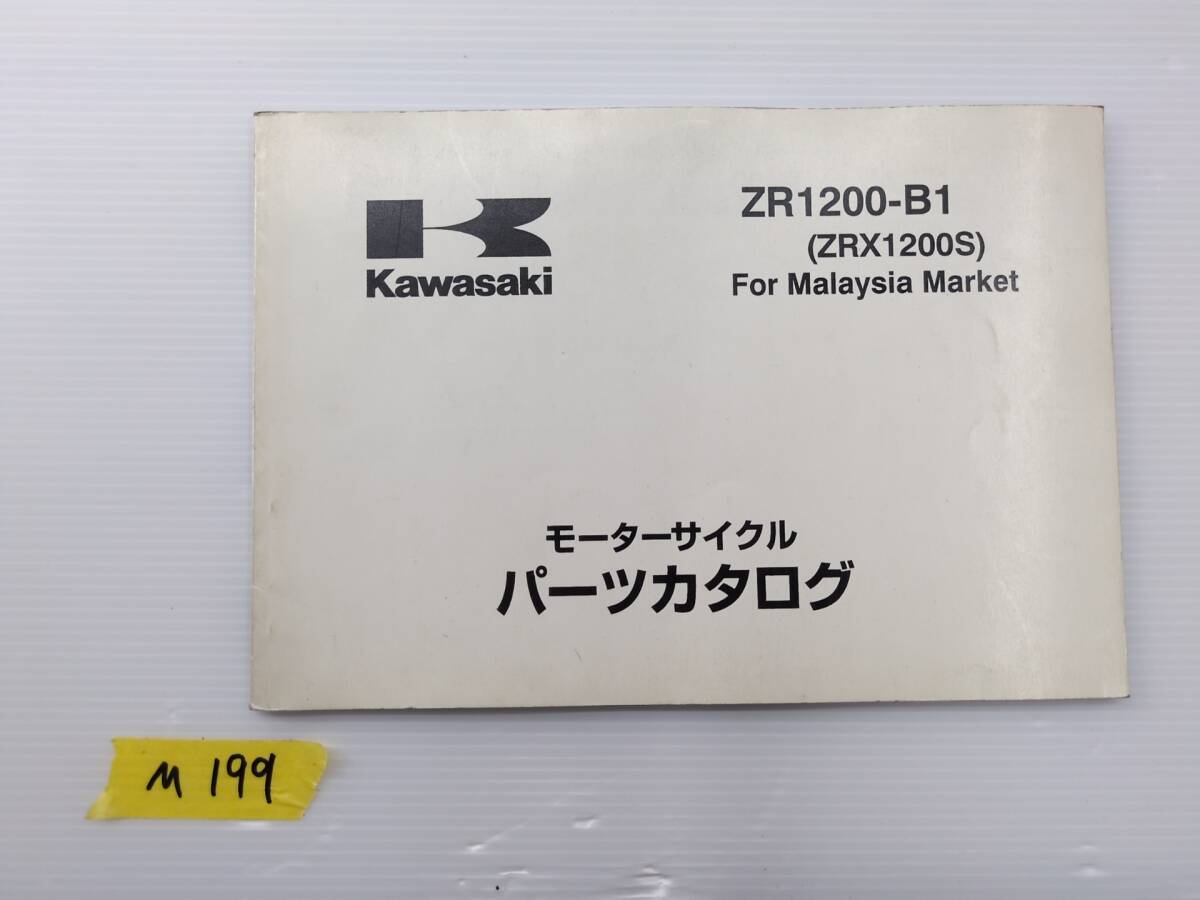 Kawasaki
ZR1200-B1
(ZRX1200S)
For Malaysia Market
モーターサイクル
パーツカタログ
M 199